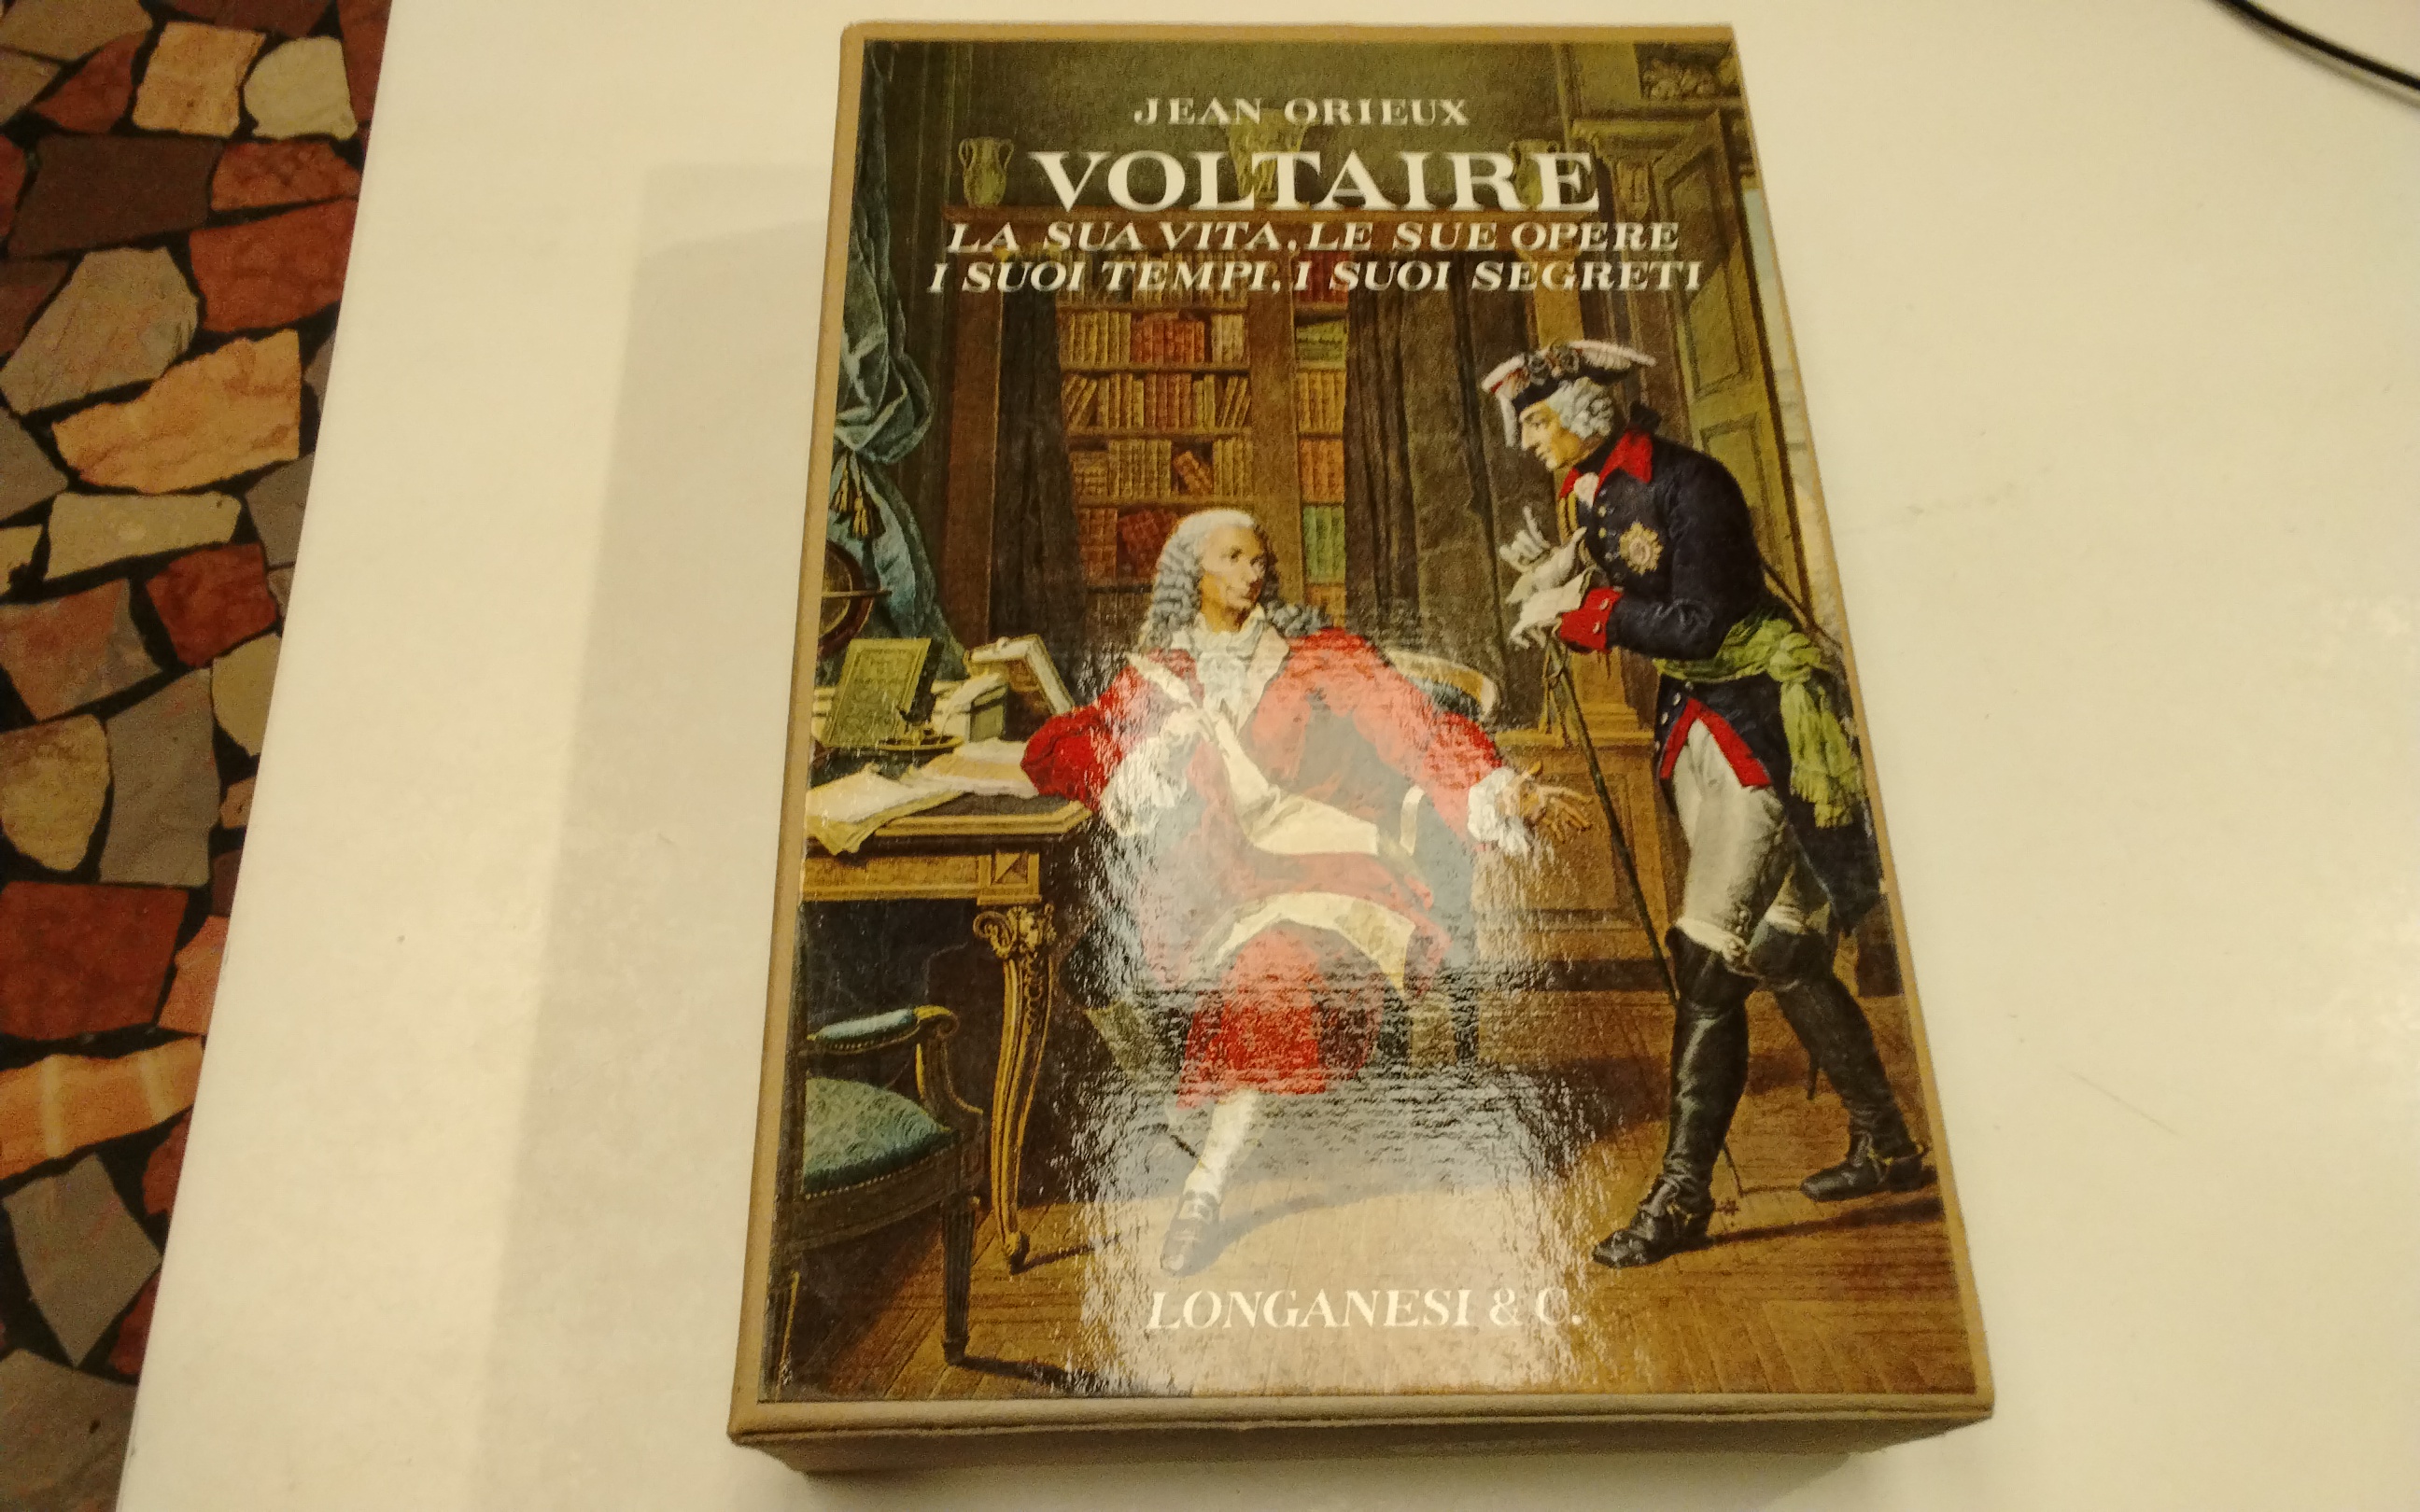 JEAN ORIEUX
VOLTAIRE
LA SUA VITA, LE SUE OPERE
I SUOI TEMPI, I SUOI SEGRETI
LONGANESI & C.